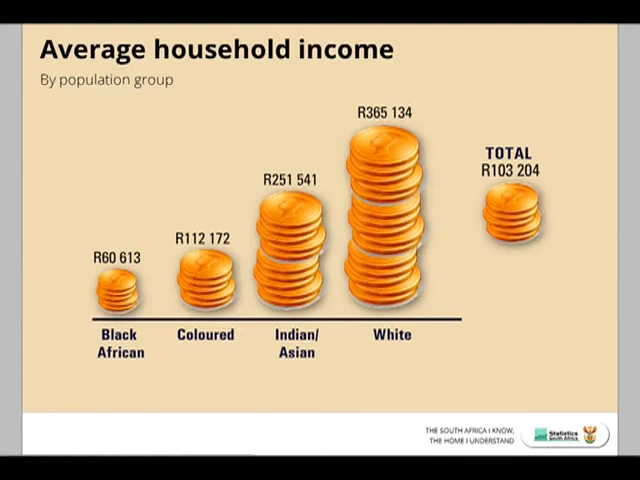 Average household income
By population group
R365 134
TOTAL
R103 204
R251 541
R112 172
R60 613
Black
African
Coloured
Indian/
Asian
White
THE SOUTH AFRICA I KNOW,
THE HOME I UNDERSTAND
Statistics
South Africa